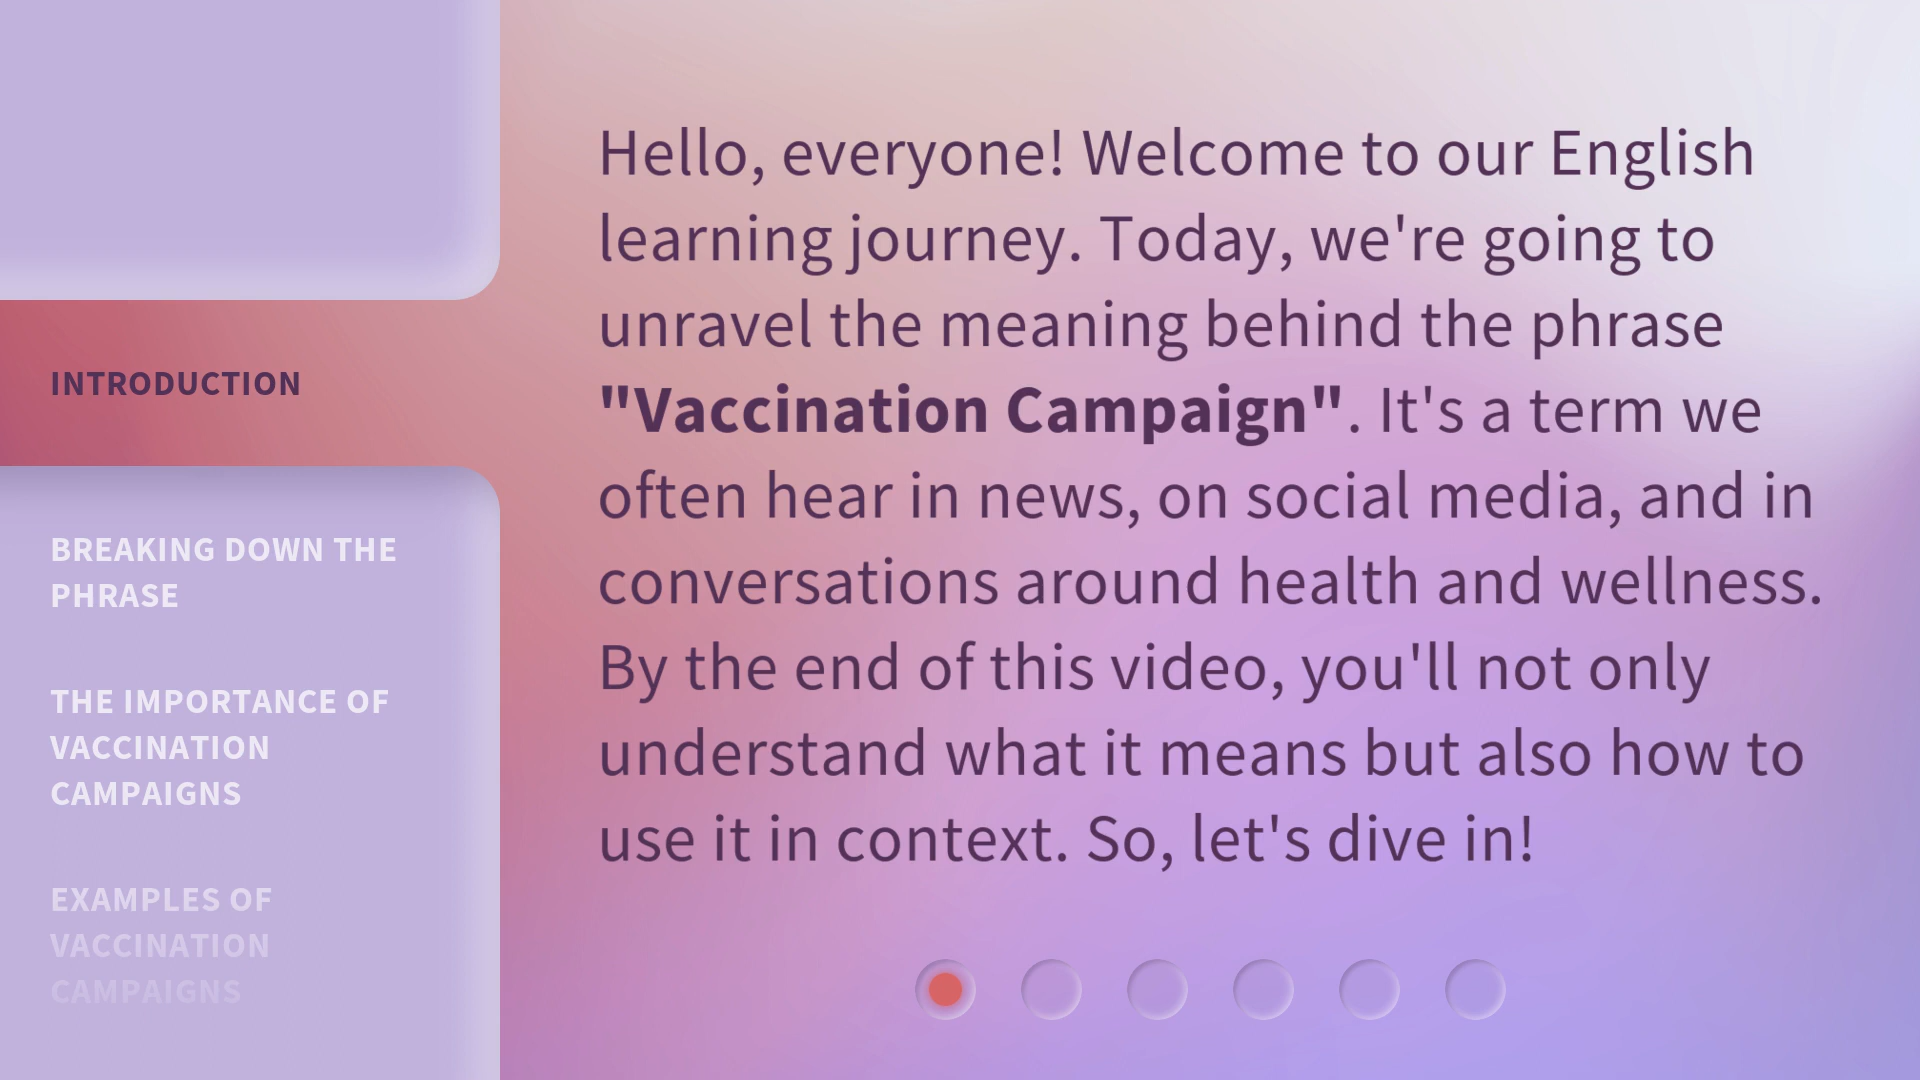 INTRODUCTION
BREAKING DOWN THE
PHRASE
THE IMPORTANCE OF
VACCINATION
CAMPAIGNS
EXAMPLES OF
VACCINATION
CAMPAIGNS
Hello, everyone! Welcome to our English
learning journey. Today, we're going to
unravel the meaning behind the phrase
"Vaccination Campaign". It's a term we
often hear in news, on social media, and in
conversations around health and wellness.
By the end of this video, you'll not only
understand what it means but also how to
use it in context. So, let's dive in!